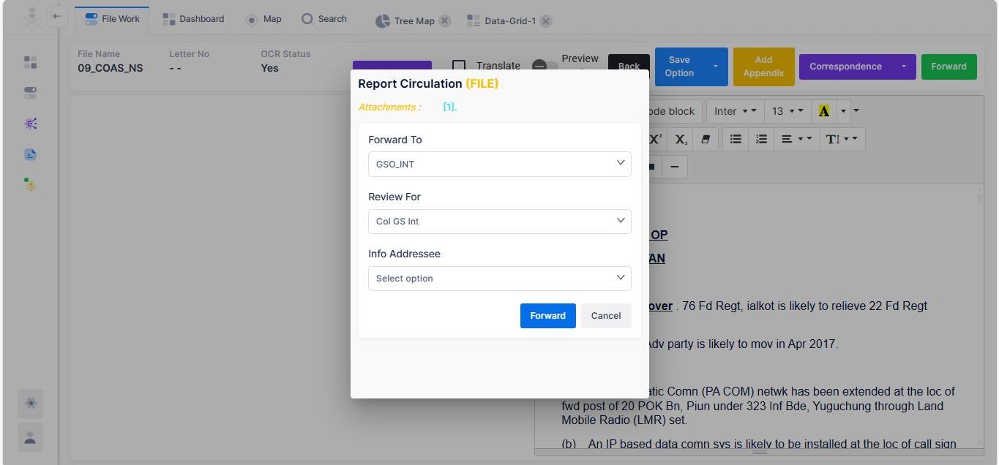 File Work
Dashboard
Map
Search
Tree Map
Data-Grid-1
File Name
Letter No
OCR Status
09_COAS_NS
- -
Yes
Translate
Preview
Back
Save
Option
Add
Appendix
Correspondence
Forward
Report Circulation (FILE)
Attachments :
[1].
Forward To
GSO_INT
Review For
Col GS Int
Info Addressee
Select option
Forward
Cancel
ode block
Inter
13
A
X²
X₂
T
OP
AN
over . 76 Fd Regt, ialkot is likely to relieve 22 Fd Regt
Adv party is likely to mov in Apr 2017.
atic Comn (PA COM) netwk has been extended at the loc of
fwd post of 20 POK Bn, Piun under 323 Inf Bde, Yuguchung through Land
Mobile Radio (LMR) set.
(b) An IP based data comn sys is likely to be installed at the loc of call sign